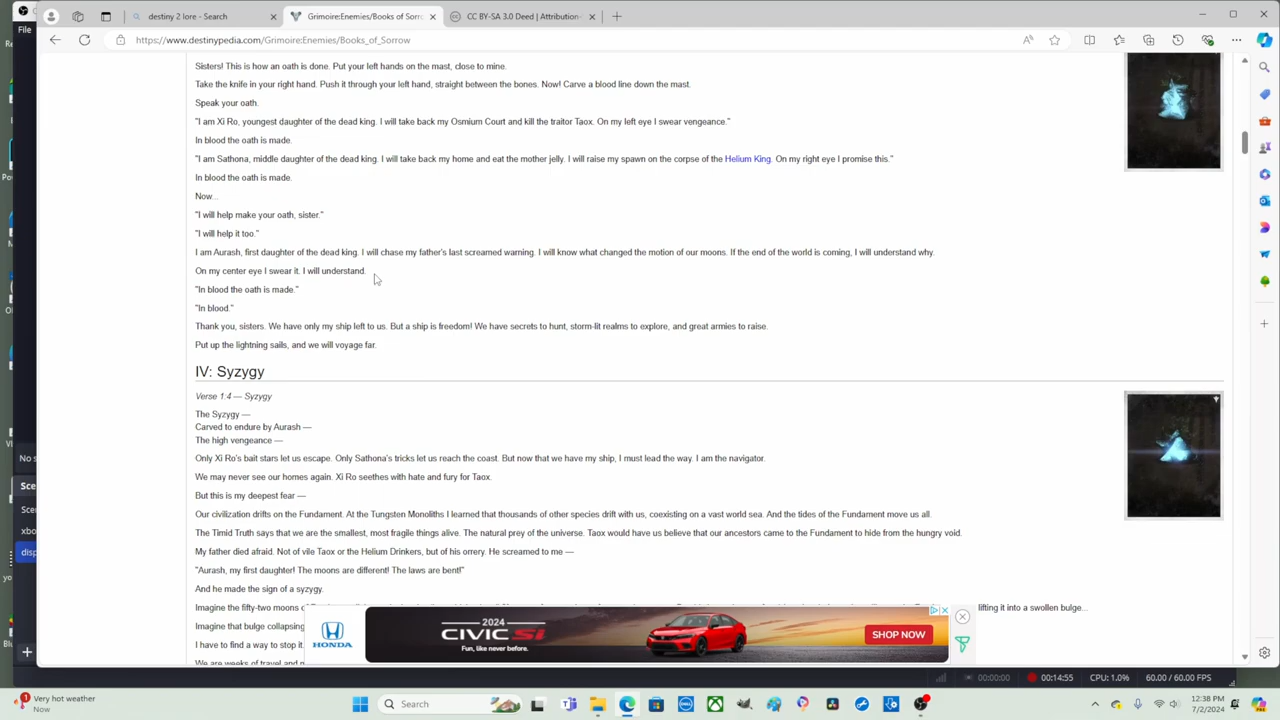 File
destiny 2 lore - Search
Grimoire:Enemies/Books of Sorro
CC BY-SA 3.0 Deed | Attribution-
https://www.destinypedia.com/Grimoire:Enemies/Books_of_Sorrow
Sisters! This is how an oath is done. Put your left hands on the mast, close to mine.
Take the knife in your right hand. Push it through your left hand, straight between the bones. Now! Carve a blood line down the mast.
Speak your oath.
"I am Xi Ro, youngest daughter of the dead king. I will take back my Osmium Court and kill the traitor Taox. On my left eye I swear vengeance."
In blood the oath is made.
"I am Sathona, middle daughter of the dead king. I will take back my home and eat the mother jelly. I will raise my spawn on the corpse of the Helium King. On my right eye I promise this."
In blood the oath is made.
Now...
"I will help make your oath, sister."
"I will help it too."
I am Aurash, first daughter of the dead king. I will chase my father's last screamed warning. I will know what changed the motion of our moons. If the end of the world is coming, I will understand why.
On my center eye I swear it. I will understand.
"In blood the oath is made."
"In blood."
Thank you, sisters. We have only my ship left to us. But a ship is freedom! We have secrets to hunt, storm-lit realms to explore, and great armies to raise.
Put up the lightning sails, and we will voyage far.
IV: Syzygy
Verse 1:4 — Syzygy
The Syzygy —
Carved to endure by Aurash —
The high vengeance —
Only Xi Ro's bait stars let us escape. Only Sathona's tricks let us reach the coast. But now that we have my ship, I must lead the way. I am the navigator.
We may never see our homes again. Xi Ro seethes with hate and fury for Taox.
But this is my deepest fear —
Our civilization drifts on the Fundament. At the Tungsten Monoliths I learned that thousands of other species drift with us, coexisting on a vast world sea. And the tides of the Fundament move us all.
The Timid Truth says that we are the smallest, most fragile things alive. The natural prey of the universe. Taox would have us believe that our ancestors came to the Fundament to hide from the hungry void.
My father died afraid. Not of vile Taox or the Helium Drinkers, but of his orrery. He screamed to me —
"Aurash, my first daughter! The moons are different! The laws are bent!"
And he made the sign of a syzygy.
Imagine the fifty-two moons lifting it into a swollen bulge...
Imagine that bulge collapsing
I have to find a way to stop it
We are weeks of travel and
2024
CIVIC Si
Fun, like never before.
HONDA
SHOP NOW
No s
Scer
Scer
xbo
disp
00:00:00
00:14:55
CPU: 1.0%
60.00 / 60.00 FPS
Very hot weather
Now
Search
12:38 PM
7/2/2024